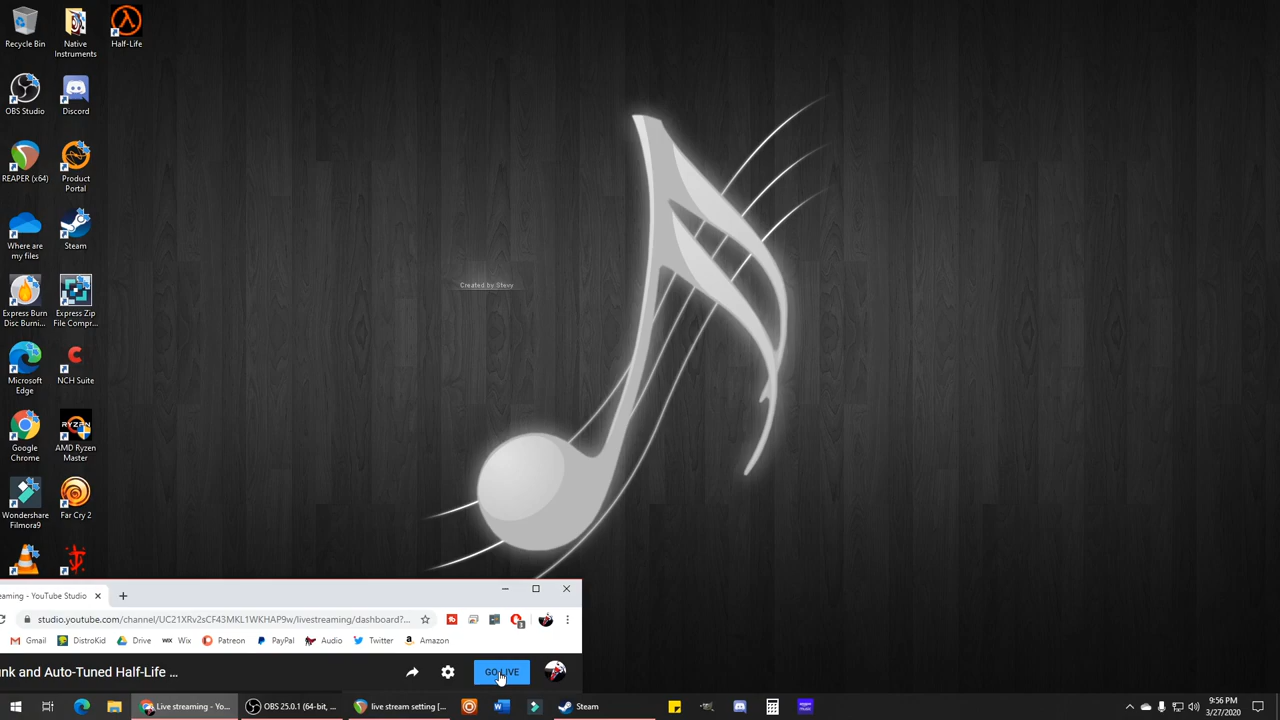 Recycle Bin
Native
Instruments
Half-Life
OBS Studio
Discord
REAPER (x64)
Product
Portal
Where are
my files
Steam
Express Burn
Disc Burni...
Express Zip
File Compr...
Microsoft
Edge
NCH Suite
Google
Chrome
RYZEN
AMD Ryzen
Master
Wondershare
Filmora9
Far Cry 2
Created by Stevy
eaming - YouTube Studio
studio.youtube.com/channel/UC21XRv2sCF43MKL1WKHAP9w/livestreaming/dashboard?...
3
Gmail
DistroKid
Drive
WIX Wix
Patreon
PayPal
Audio
Twitter
Amazon
unk and Auto-Tuned Half-Life ...
GO LIVE
Live streaming - Yo...
OBS 25.0.1 (64-bit, ...
live stream setting [...
Steam
9:56 PM
3/27/2020